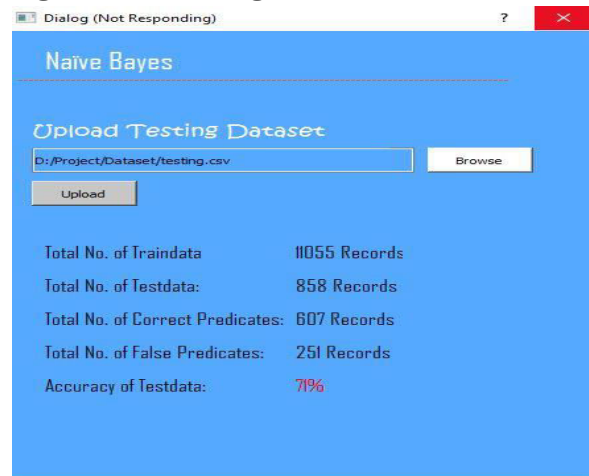 Dialog (Not Responding) ?
Naïve Bayes
Upload Testing Dataset
D:/Project/Dataset/testing.csv Browse
Upload
Total No. of Traindata 11055 Records
Total No. of Testdata: 858 Records
Total No. of Correct Predicates: 607 Records
Total No. of False Predicates: 251 Records
Accuracy of Testdata: 71%